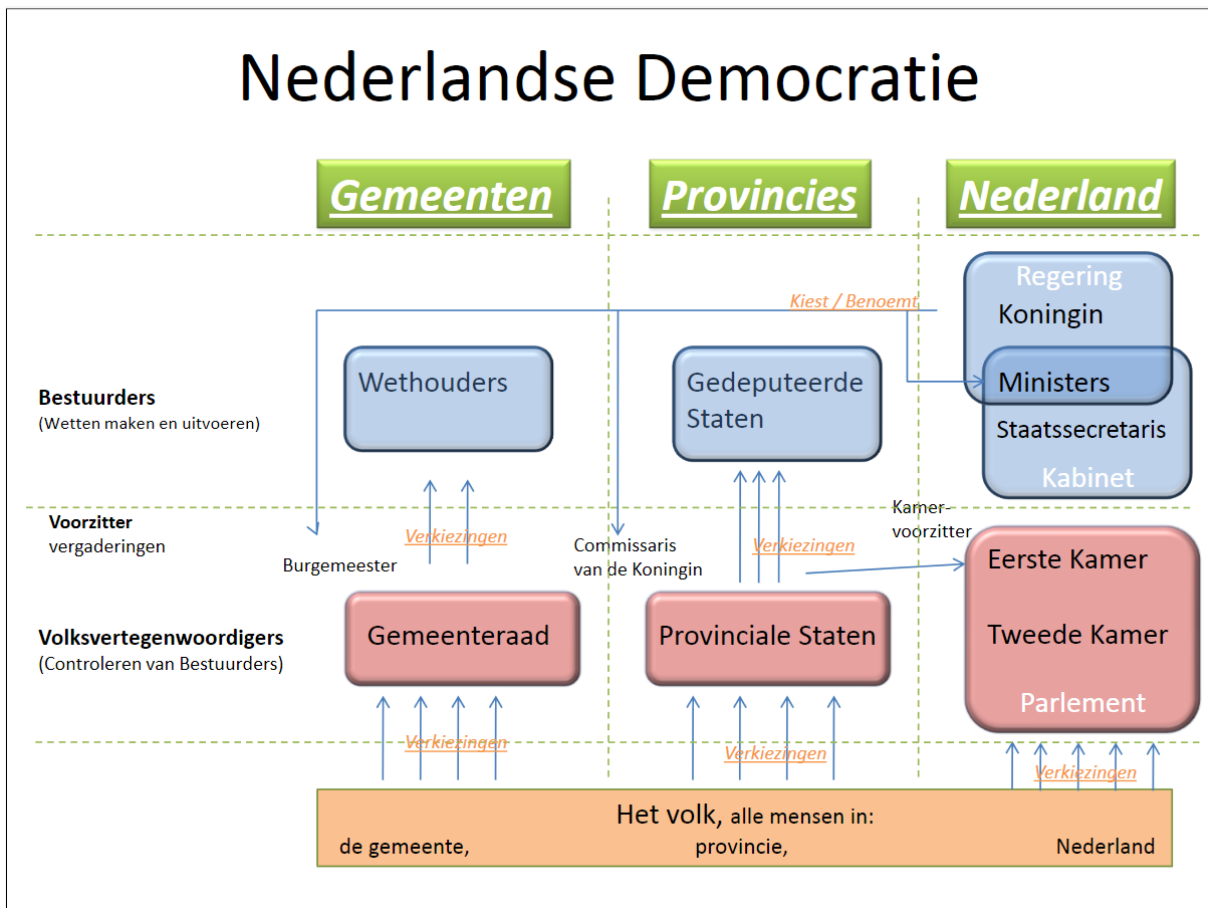 Nederlandse Democratie
Gemeenten
Provincies
Nederland
Regering
Koningin
Kiest / Benoemt
Ministers
Staatssecretaris
Kabinet
Bestuurders
(Wetten maken en uitvoeren)
Wethouders
Gedeputeerde
Staten
Voorzitter
vergaderingen
Burgemeester
Verkiezingen
Commissaris
van de Koningin
Verkiezingen
Kamer-
voorzitter
Eerste Kamer
Tweede Kamer
Parlement
Volksvertegenwoordigers
(Controleren van Bestuurders)
Gemeenteraad
Provinciale Staten
Verkiezingen
Verkiezingen
Verkiezingen
Het volk, alle mensen in:
de gemeente, provincie, Nederland